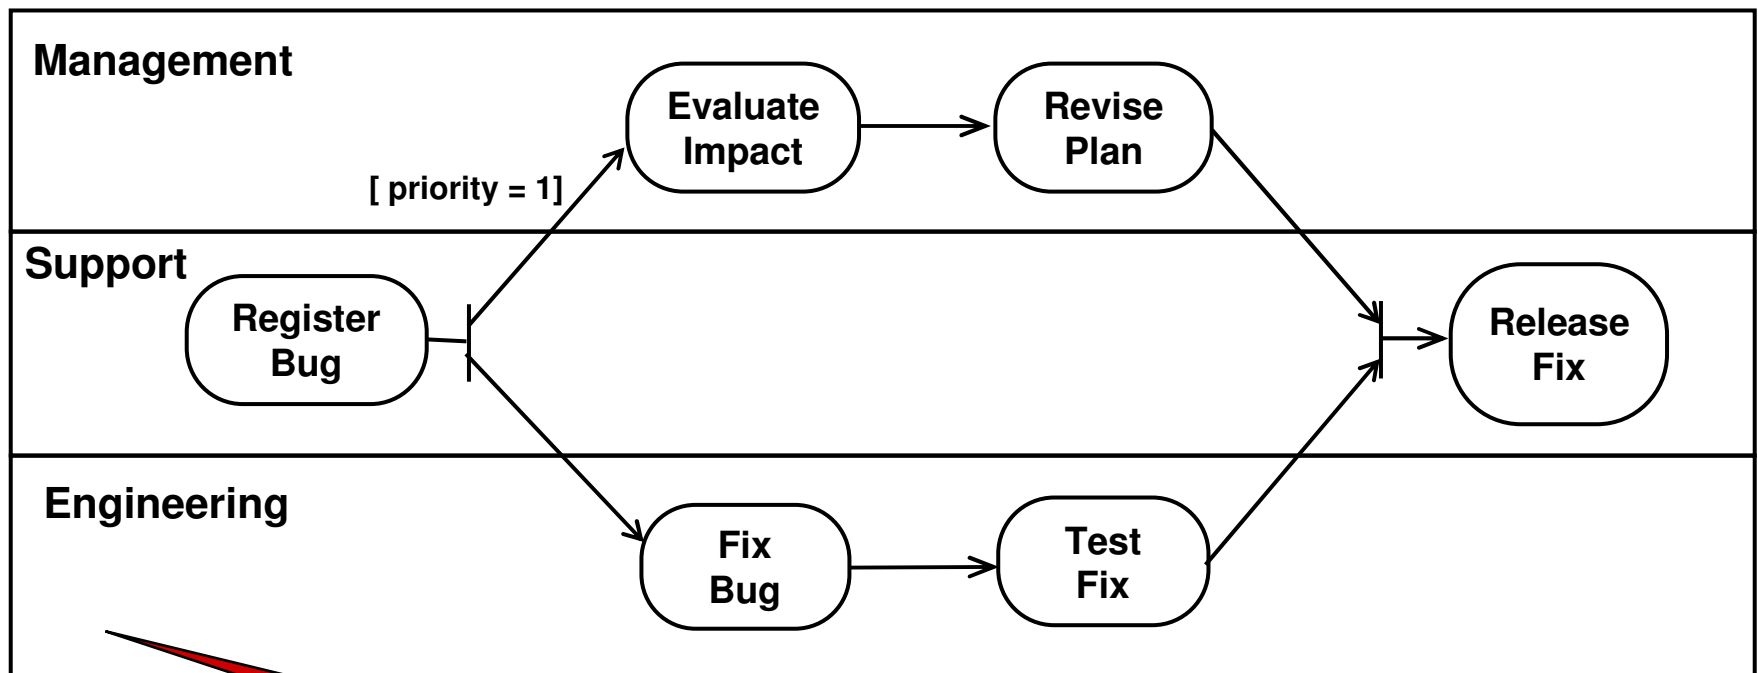 Management
Evaluate
Impact
Revise
Plan
[ priority = 1]
Support
Register
Bug
Release
Fix
Engineering
Fix
Bug
Test
Fix